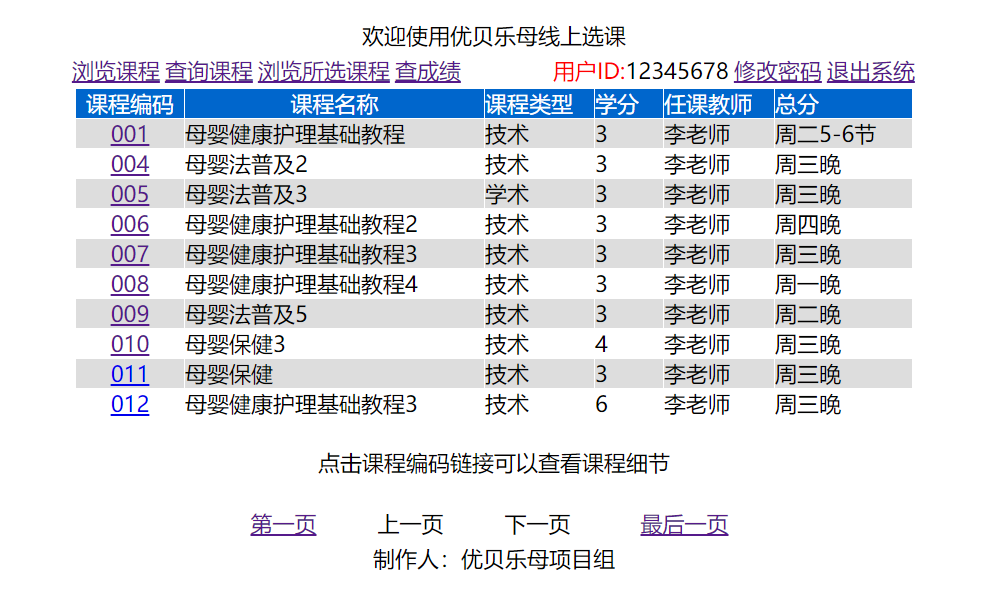 欢迎使用优贝乐母线上选课
浏览课程 查询课程 浏览所选课程 查成绩 用户ID:12345678 修改密码 退出系统
课程编码 课程名称 课程类型 学分 任课教师 总分
001 母婴健康护理基础教程 技术 3 李老师 周二5-6节
004 母婴法普及2 技术 3 李老师 周三晚
005 母婴法普及3 学术 3 李老师 周三晚
006 母婴健康护理基础教程2 技术 3 李老师 周四晚
007 母婴健康护理基础教程3 技术 3 李老师 周三晚
008 母婴健康护理基础教程4 技术 3 李老师 周一晚
009 母婴法普及5 技术 3 李老师 周二晚
010 母婴保健3 技术 4 李老师 周三晚
011 母婴保健 技术 3 李老师 周三晚
012 母婴健康护理基础教程3 技术 6 李老师 周三晚
点击课程编码链接可以查看课程细节
第一页 上一页 下一页 最后一页
制作人：优贝乐母项目组